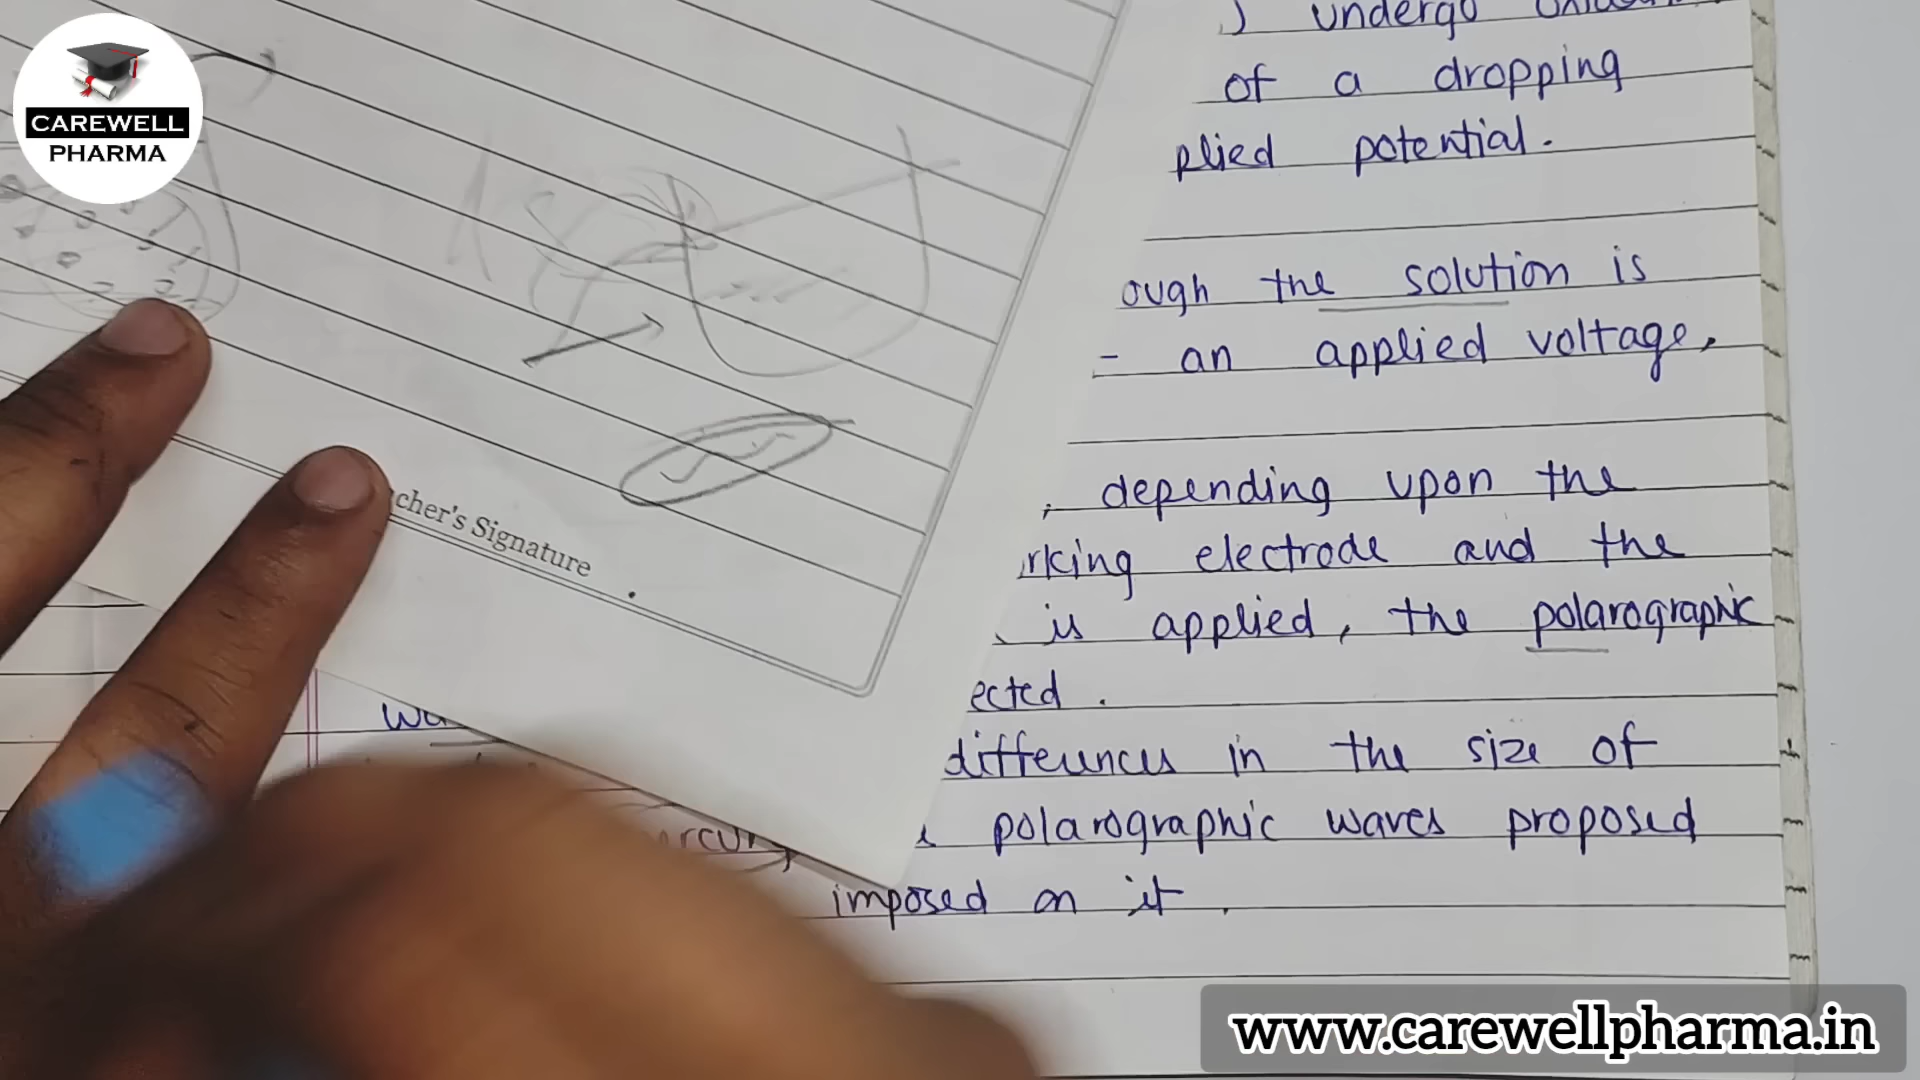 CAREWELL
PHARMA
undergo
of a dropping
plied potential.
ough the solution is
- an applied voltage,
, depending upon the
rking electrode and the
is applied, the polarographic
ected .
differences in the size of
polarographic waves proposed
imposed on it .
cher's Signature
www.carewellpharma.in